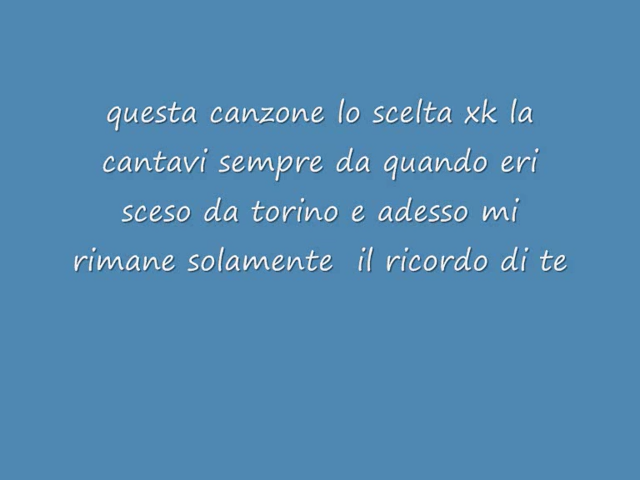 questa canzone lo scelta xk la
cantavi sempre da quando eri
sceso da torino e adesso mi
rimane solamente  il ricordo di te